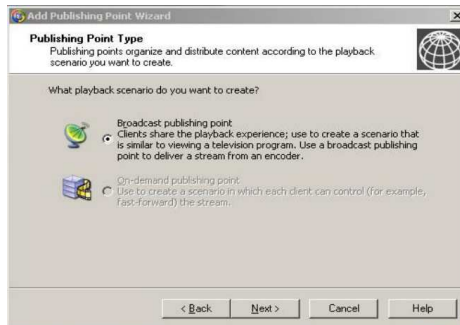 Add Publishing Point Wizard
Publishing Point Type
Publishing points organize and distribute content according to the playback
scenario you want to create.
What playback scenario do you want to create?
Broadcast publishing point
Clients share the playback experience; use to create a scenario that
is similar to viewing a television program. Use a broadcast publishing
point to deliver a stream from an encoder.
On-demand publishing point
Use to create a scenario in which each client can control (for example,
fast-forward) the stream.
< Back
Next >
Cancel
Help